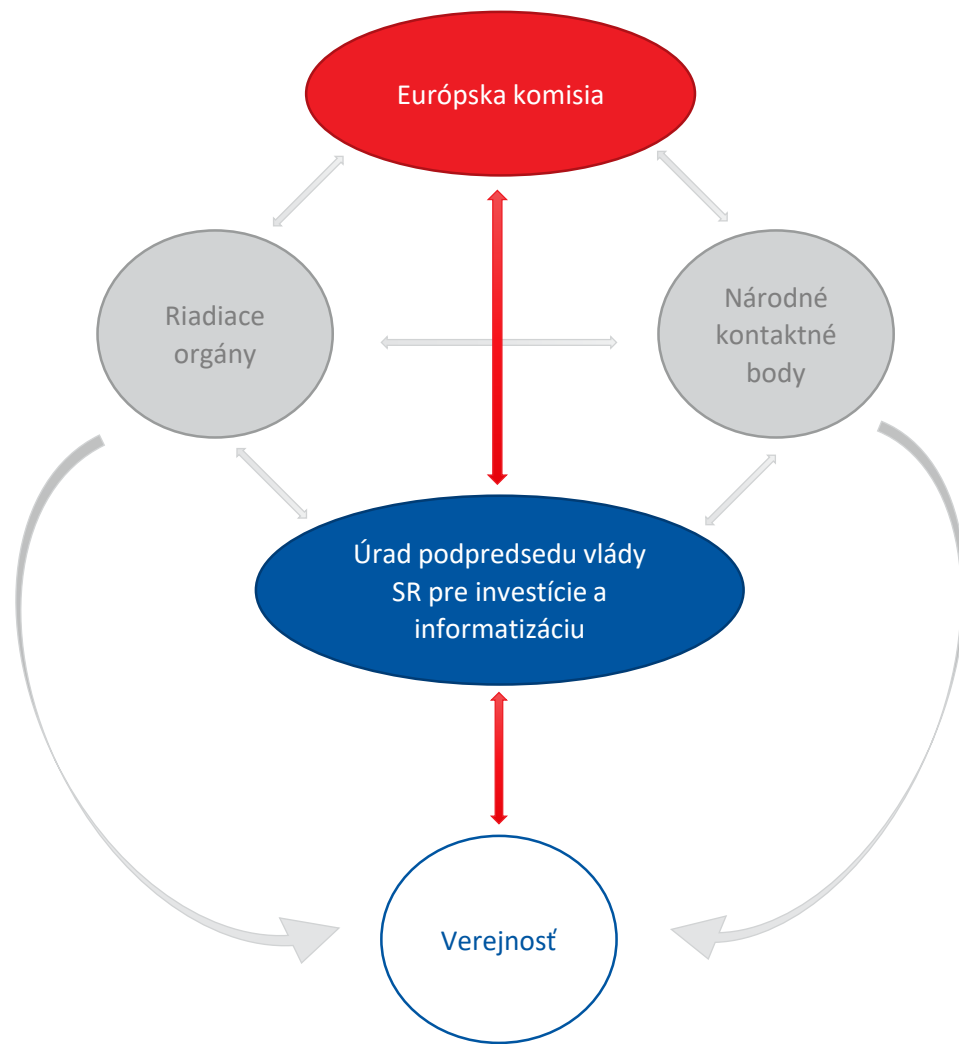 Európska komisia
Riadiace
orgány
Národné
kontaktné
body
Úrad podpredsedu vlády
SR pre investície a
informatizáciu
Verejnosť